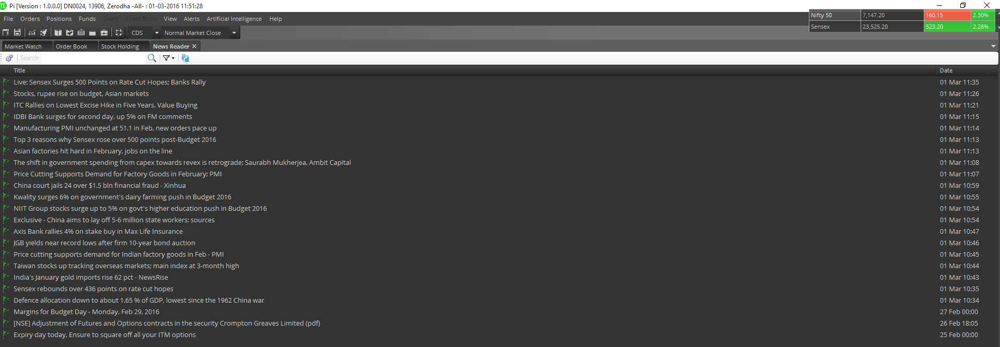 Pi [Version : 1.0.0.0] DN0024, 13906, Zerodha -All- : 01-03-2016 11:51:28
File Orders Positions Funds Chart Chart Tools View Alerts Artificial Intelligence Help
Nifty 50 7,147.20 160.15 2.30%
Sensex 23,525.20 523.20 2.28%
CDS Normal Market Close
Market Watch Order Book Stock Holding News Reader
Search
Title Date
Live: Sensex Surges 500 Points on Rate Cut Hopes; Banks Rally 01 Mar 11:35
Stocks, rupee rise on budget, Asian markets 01 Mar 11:26
ITC Rallies on Lowest Excise Hike in Five Years, Value Buying 01 Mar 11:21
IDBI Bank surges for second day, up 5% on FM comments 01 Mar 11:15
Manufacturing PMI unchanged at 51.1 in Feb, new orders pace up 01 Mar 11:14
Top 3 reasons why Sensex rose over 500 points post-Budget 2016 01 Mar 11:13
Asian factories hit hard in February, jobs on the line 01 Mar 11:13
The shift in government spending from capex towards revex is retrograde: Saurabh Mukherjea, Ambit Capital 01 Mar 11:08
Price Cutting Supports Demand for Factory Goods in February: PMI 01 Mar 11:07
China court jails 24 over $1.5 bln financial fraud - Xinhua 01 Mar 10:59
Kwality surges 6% on government's dairy farming push in Budget 2016 01 Mar 10:55
NIIT Group stocks surge up to 5% on govt's higher education push in Budget 2016 01 Mar 10:54
Exclusive - China aims to lay off 5-6 million state workers: sources 01 Mar 10:54
Axis Bank rallies 4% on stake buy in Max Life Insurance 01 Mar 10:47
JGB yields near record lows after firm 10-year bond auction 01 Mar 10:46
Price cutting supports demand for Indian factory goods in Feb - PMI 01 Mar 10:45
Taiwan stocks up tracking overseas markets; main index at 3-month high 01 Mar 10:44
India's January gold imports rise 62 pct - NewsRise 01 Mar 10:43
Sensex rebounds over 436 points on rate cut hopes 01 Mar 10:35
Defence allocation down to about 1.65 % of GDP, lowest since the 1962 China war 01 Mar 10:34
Margins for Budget Day - Monday, Feb 29, 2016 27 Feb 00:00
[NSE] Adjustment of Futures and Options contracts in the security Crompton Greaves Limited (pdf) 26 Feb 18:05
Expiry day today, Ensure to square off all your ITM options 25 Feb 00:00